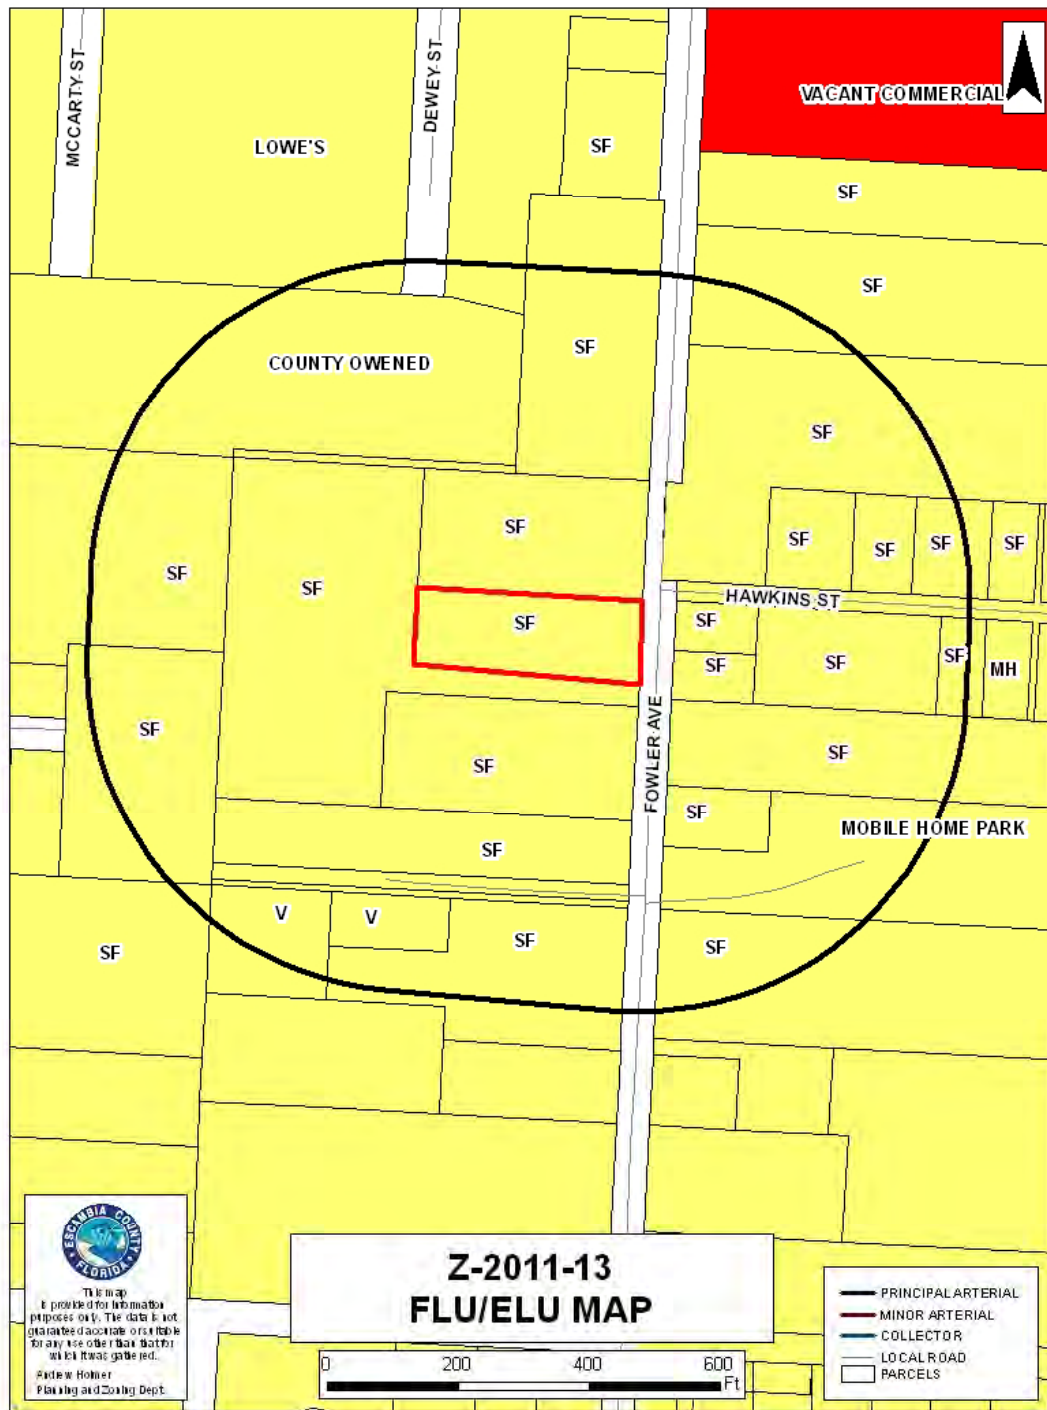 MCCARTY ST
DEWEY ST
VACANT COMMERCIAL
LOWE'S
SF
SF
SF
SF
COUNTY OWENED
SF
SF
SF
SF
SF
SF
SF
SF
HAWKINS ST
SF
SF
SF
SF
SF
SF
MH
SF
FOWLER AVE
SF
SF
SF
MOBILE HOME PARK
SF
V
V
SF
SF
SF
ESCAMBIA COUNTY
FLORIDA
This map
is provided for information
purposes only. The data is not
guaranteed accurate or suitable
for any use other than that for
which it was gathered.
Andrew Holmer
Planning and Zoning Dept.
Z-2011-13
FLU/ELU MAP
0 200 400 600
Ft
PRINCIPAL ARTERIAL
MINOR ARTERIAL
COLLECTOR
LOCAL ROAD
PARCELS